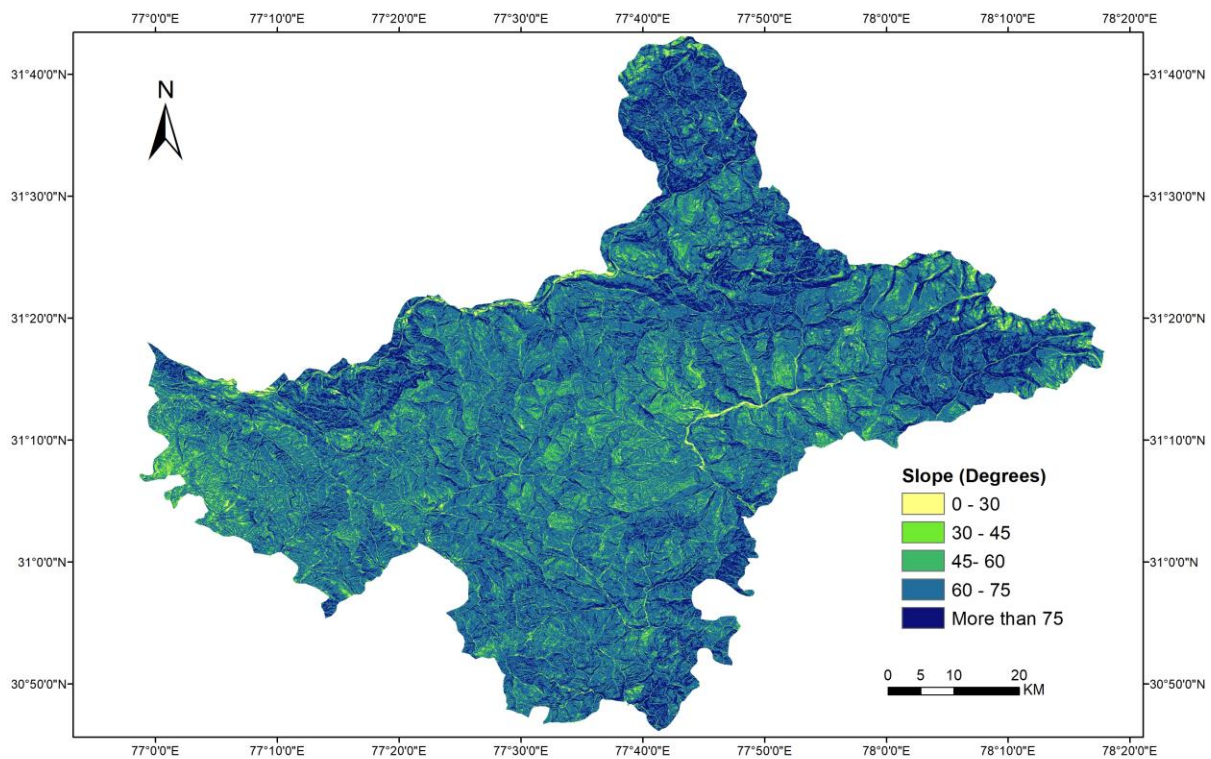 77°0'0"E 77°10'0"E 77°20'0"E 77°30'0"E 77°40'0"E 77°50'0"E 78°0'0"E 78°10'0"E 78°20'0"E
31°40'0"N 31°40'0"N
N
31°30'0"N 31°30'0"N
31°20'0"N 31°20'0"N
31°10'0"N 31°10'0"N
Slope (Degrees)
0 - 30
30 - 45
45- 60
60 - 75
More than 75
31°0'0"N 31°0'0"N
0 5 10 20
KM
30°50'0"N 30°50'0"N
77°0'0"E 77°10'0"E 77°20'0"E 77°30'0"E 77°40'0"E 77°50'0"E 78°0'0"E 78°10'0"E 78°20'0"E